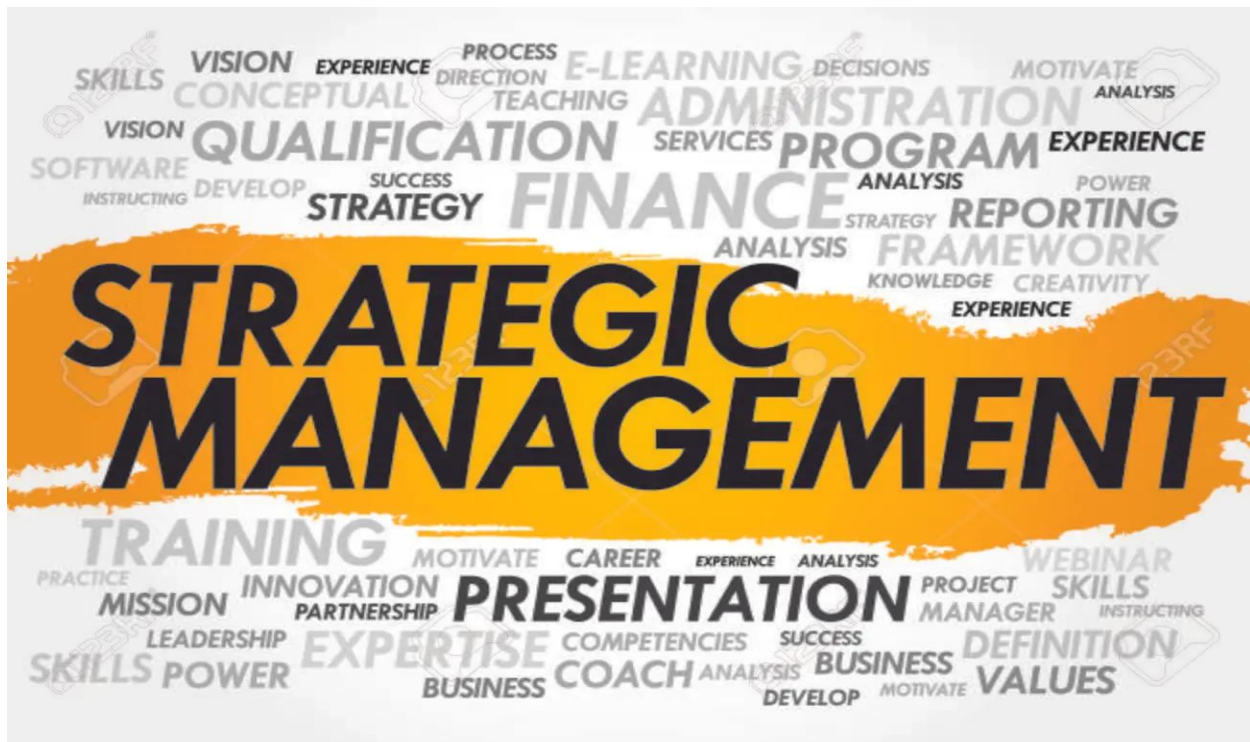 VISION EXPERIENCE PROCESS E-LEARNING DECISIONS MOTIVATE
SKILLS DIRECTION ANALYSIS
CONCEPTUAL TEACHING ADMINISTRATION
VISION QUALIFICATION SERVICES PROGRAM EXPERIENCE
SOFTWARE SUCCESS FINANCE ANALYSIS POWER
INSTRUCTING DEVELOP STRATEGY STRATEGY REPORTING
ANALYSIS FRAMEWORK
KNOWLEDGE CREATIVITY
EXPERIENCE
STRATEGIC
MANAGEMENT
TRAINING MOTIVATE CAREER EXPERIENCE ANALYSIS WEBINAR
PRACTICE INNOVATION PRESENTATION PROJECT SKILLS
MISSION PARTNERSHIP MANAGER INSTRUCTING
LEADERSHIP EXPERTISE COMPETENCIES SUCCESS DEFINITION
SKILLS POWER BUSINESS COACH ANALYSIS BUSINESS VALUES
DEVELOP MOTIVATE
123RF